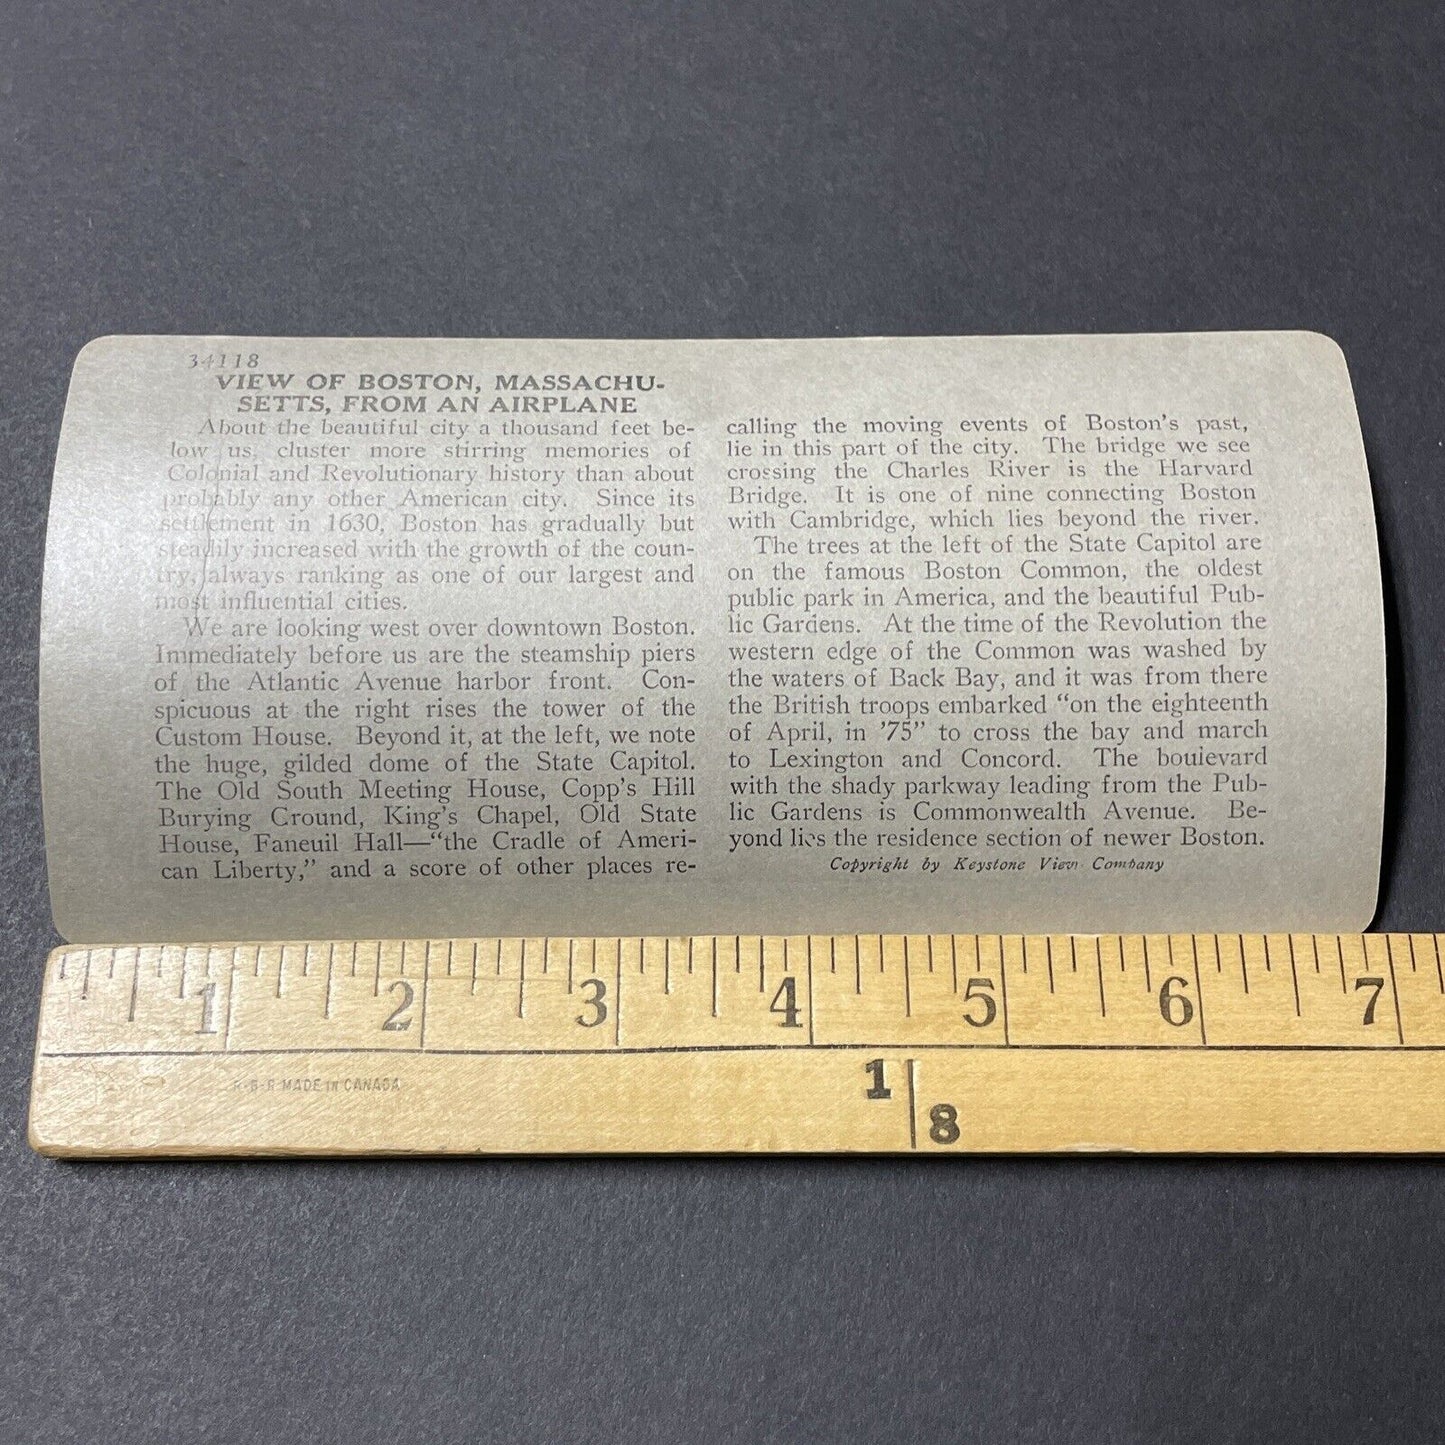 34118
VIEW OF BOSTON, MASSACHU-
SETTS, FROM AN AIRPLANE
About the beautiful city a thousand feet be-
low us, cluster more stirring memories of
Colonial and Revolutionary history than about
probably any other American city. Since its
settlement in 1630, Boston has gradually but
steadily increased with the growth of the coun-
try, always ranking as one of our largest and
most influential cities.
We are looking west over downtown Boston.
Immediately before us are the steamship piers
of the Atlantic Avenue harbor front. Con-
spicuous at the right rises the tower of the
Custom House. Beyond it, at the left, we note
the huge, gilded dome of the State Capitol.
The Old South Meeting House, Copp's Hill
Burying Ground, King's Chapel, Old State
House, Faneuil Hall—"the Cradle of Ameri-
can Liberty," and a score of other places re-
calling the moving events of Boston's past,
lie in this part of the city. The bridge we see
crossing the Charles River is the Harvard
Bridge. It is one of nine connecting Boston
with Cambridge, which lies beyond the river.
The trees at the left of the State Capitol are
on the famous Boston Common, the oldest
public park in America, and the beautiful Pub-
lic Gardens. At the time of the Revolution the
western edge of the Common was washed by
the waters of Back Bay, and it was from there
the British troops embarked "on the eighteenth
of April, in '75" to cross the bay and march
to Lexington and Concord. The boulevard
with the shady parkway leading from the Pub-
lic Gardens is Commonwealth Avenue. Be-
yond lies the residence section of newer Boston.
Copyright by Keystone View Company
1 2 3 4 5 6 7
R-B-R MADE IN CANADA
1
8